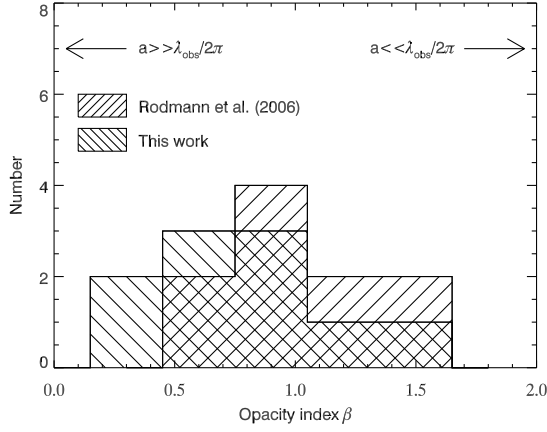 8
a>>λobs/2π
a<<λobs/2π
6
Rodmann et al. (2006)
This work
Number
4
2
0
0.0 0.5 1.0 1.5 2.0
Opacity index β